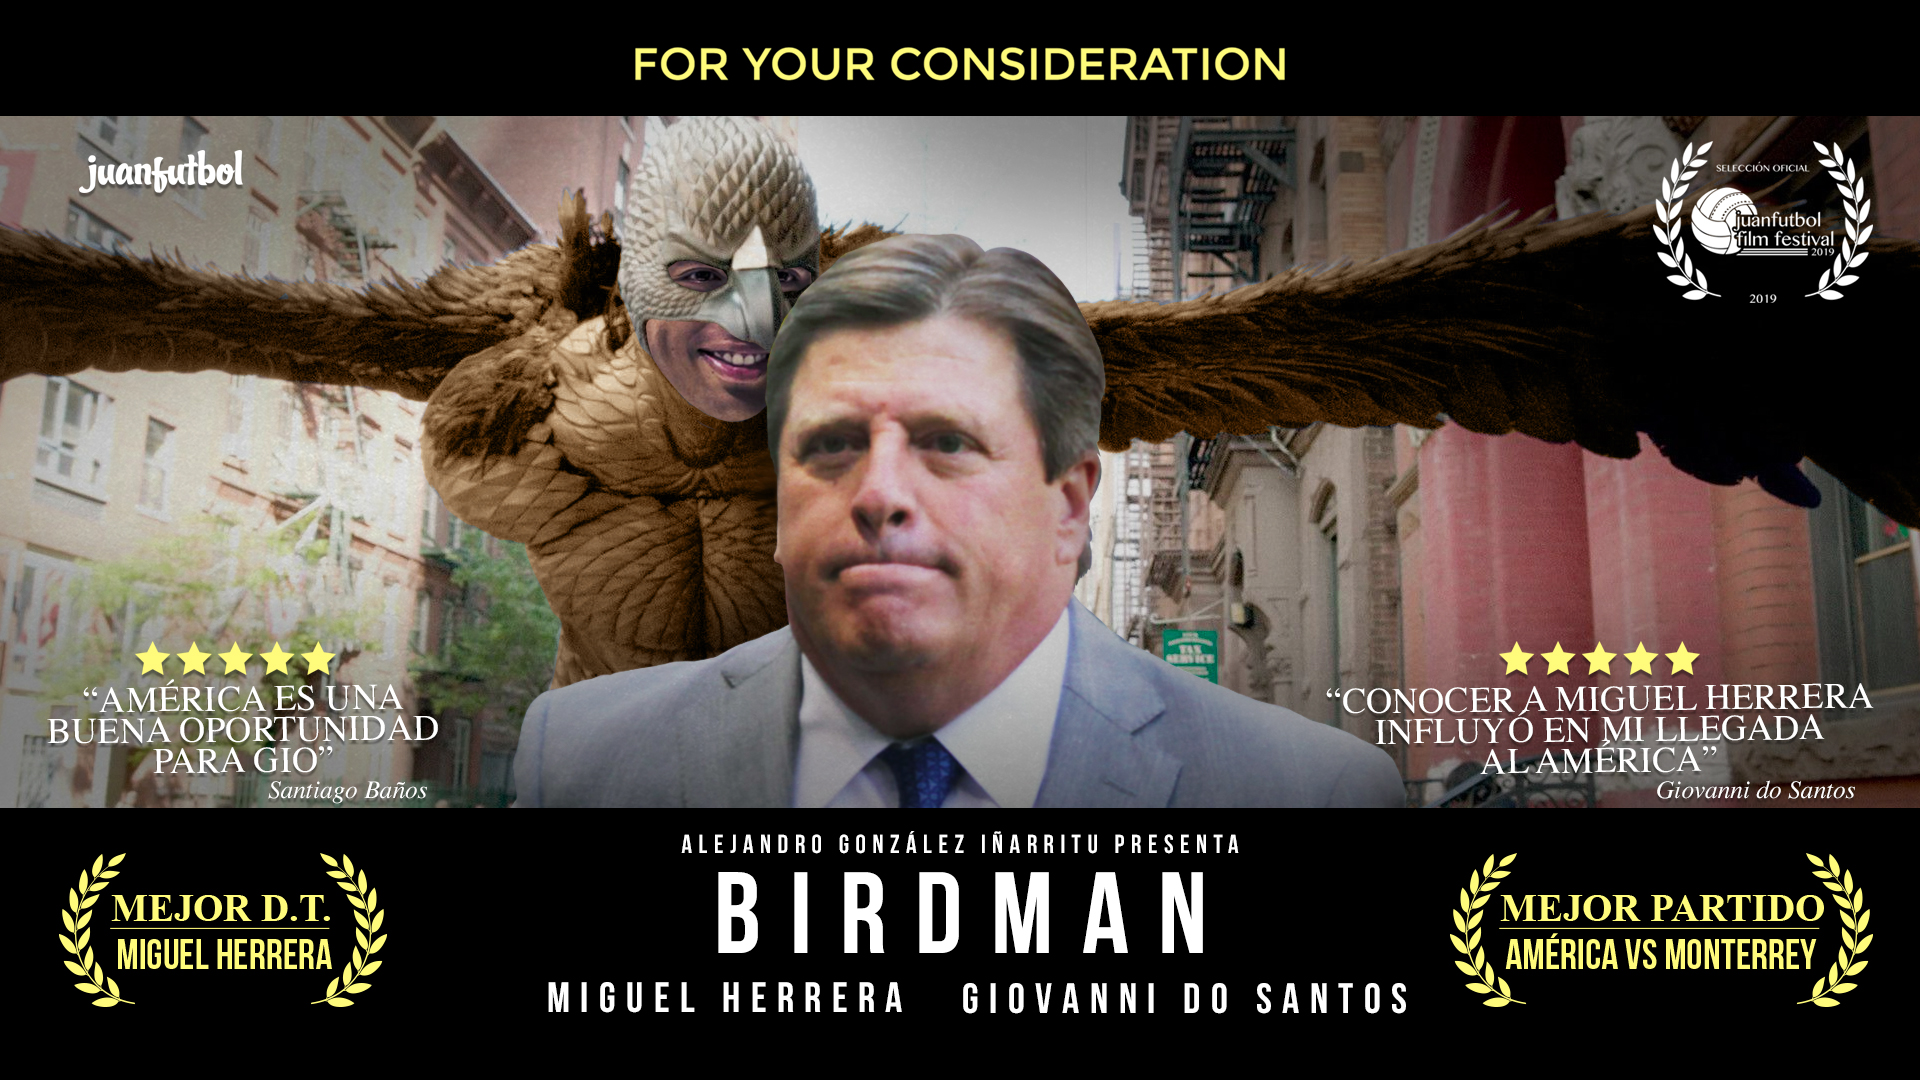 FOR YOUR CONSIDERATION
juanfutbol
SELECCIÓN OFICIAL
juanfutbol
film festival
2019
2019
TAX
SERVICE
“AMÉRICA ES UNA
BUENA OPORTUNIDAD
PARA GIO”
Santiago Baños
“CONOCER A MIGUEL HERRERA
INFLUYÓ EN MI LLEGADA
AL AMÉRICA”
Giovanni do Santos
ALEJANDRO GONZÁLEZ IÑARRITU PRESENTA
BIRDMAN
MIGUEL HERRERA GIOVANNI DO SANTOS
MEJOR D.T.
MIGUEL HERRERA
MEJOR PARTIDO
AMÉRICA VS MONTERREY